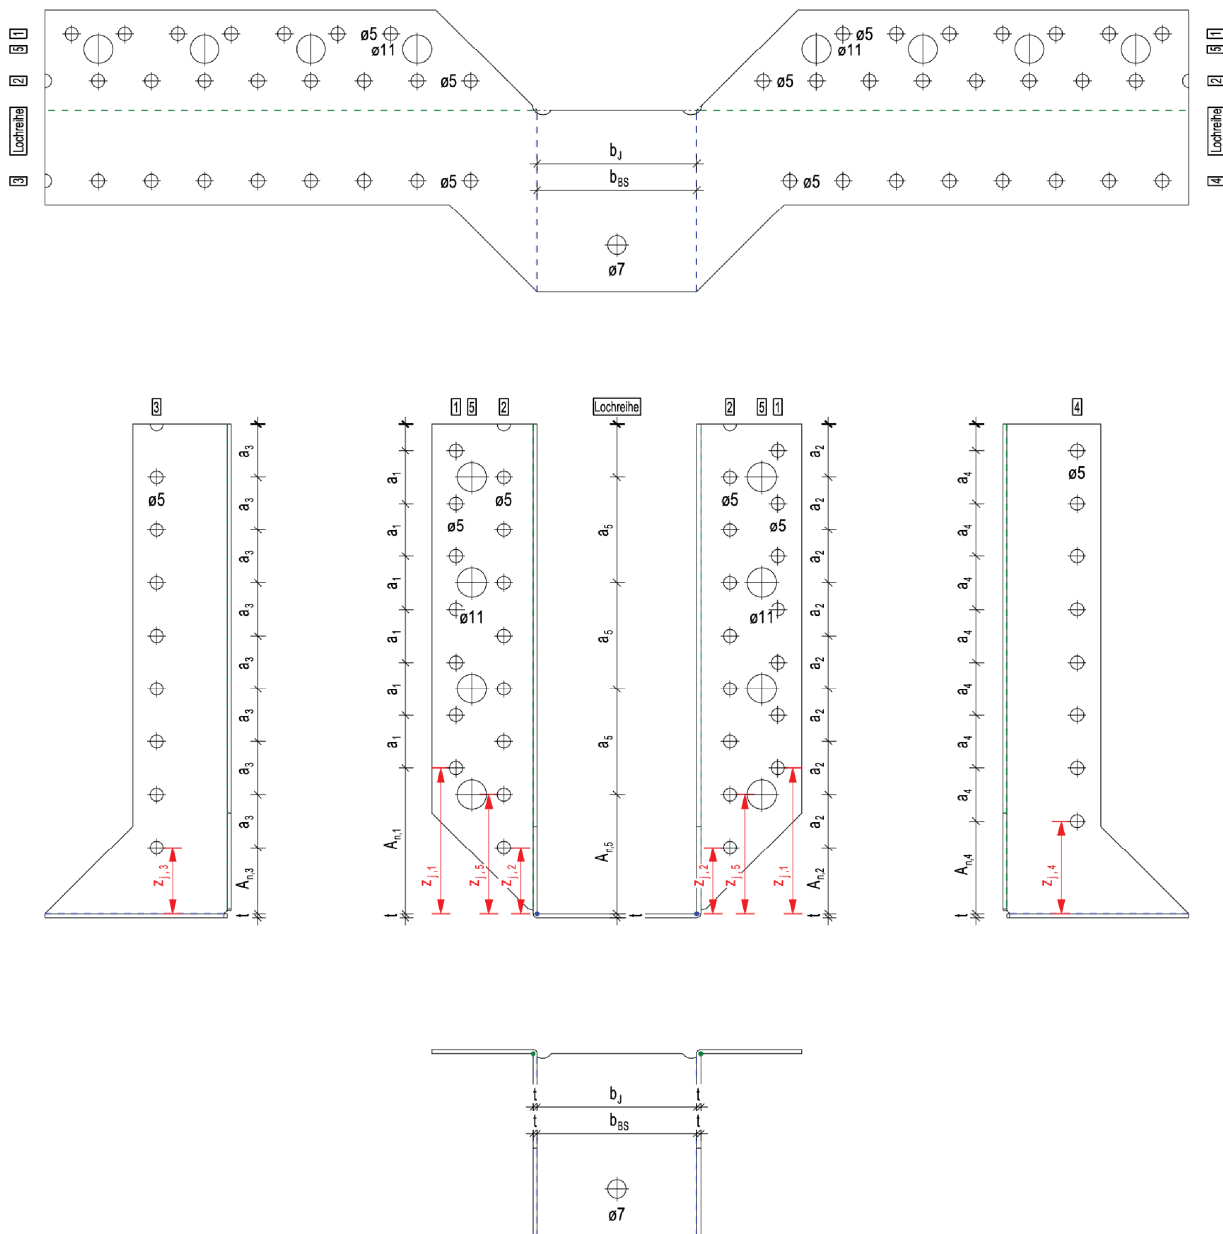 1 ø5 ø5 1
5 ø11 ø11 5
2 ø5 ø5 2
Lochreihe Lochreihe
b_J
3 ø5 b_BS ø5 4
ø7
3 1 5 2 Lochreihe 2 5 1 4
ø5 ø5 ø5 ø5
ø5 ø5
ø11 ø11
a_3 a_3 a_3 a_3 a_3 a_3 a_3 a_3 A_n,3 t
z_j,3
a_1 a_1 a_1 a_1 a_1 a_1 A_n,1 t
z_j,1 z_j,5 z_j,2
a_5 a_5 a_5 A_n,5 t
z_j,2 z_j,5 z_j,1
a_2 a_2 a_2 a_2 a_2 a_2 a_2 a_2 A_n,2 t
a_4 a_4 a_4 a_4 a_4 a_4 a_4 A_n,4 t
z_j,4
t b_J t
t b_BS t
ø7